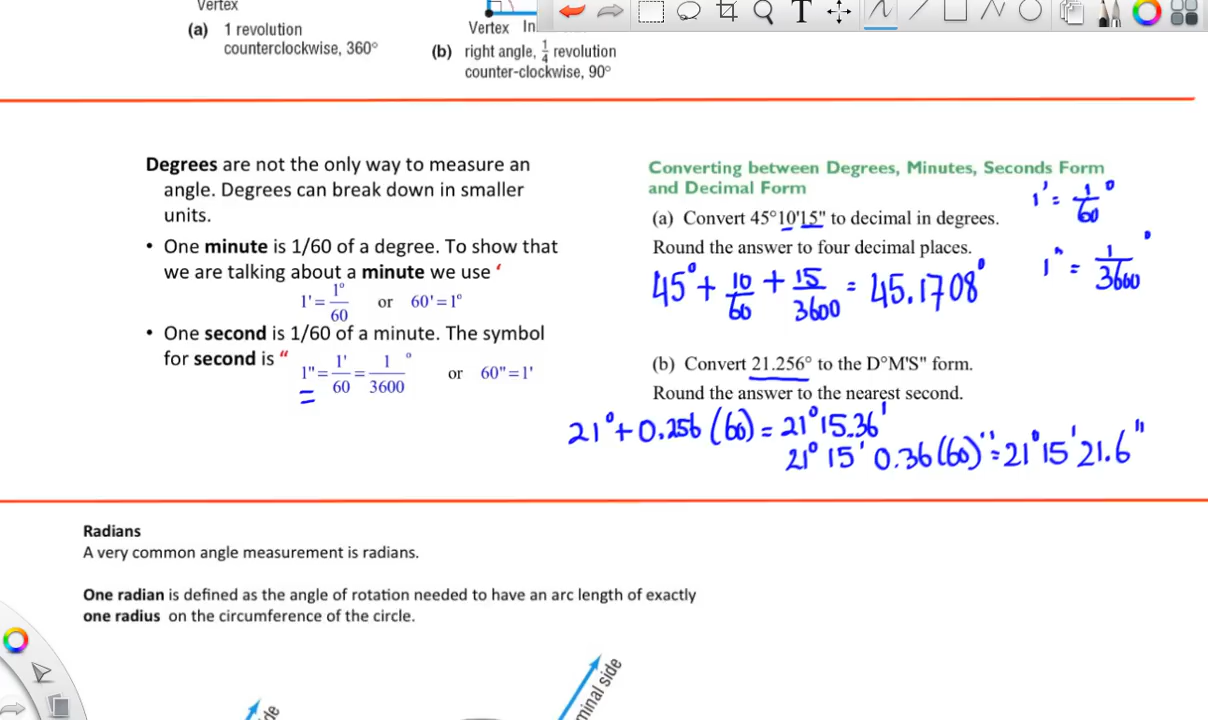 Vertex
(a) 1 revolution
counterclockwise, 360°
Vertex In
(b) right angle, 1/4 revolution
counter-clockwise, 90°
T
Degrees are not the only way to measure an
angle. Degrees can break down in smaller
units.
• One minute is 1/60 of a degree. To show that
we are talking about a minute we use '
1'= 1°/60 or 60'=1°
• One second is 1/60 of a minute. The symbol
for second is "
1"= 1'/60 = 1/3600 ° or 60"=1'
Converting between Degrees, Minutes, Seconds Form
and Decimal Form
(a) Convert 45°10'15" to decimal in degrees.
Round the answer to four decimal places.
1' = 1/60 °
1" = 1/3600 °
45° + 10/60 + 15/3600 = 45.1708°
(b) Convert 21.256° to the D°M'S" form.
Round the answer to the nearest second.
21° + 0.256 (60) = 21° 15.36'
21° 15' 0.36 (60)" = 21° 15' 21.6"
Radians
A very common angle measurement is radians.
One radian is defined as the angle of rotation needed to have an arc length of exactly
one radius on the circumference of the circle.
minal side
de